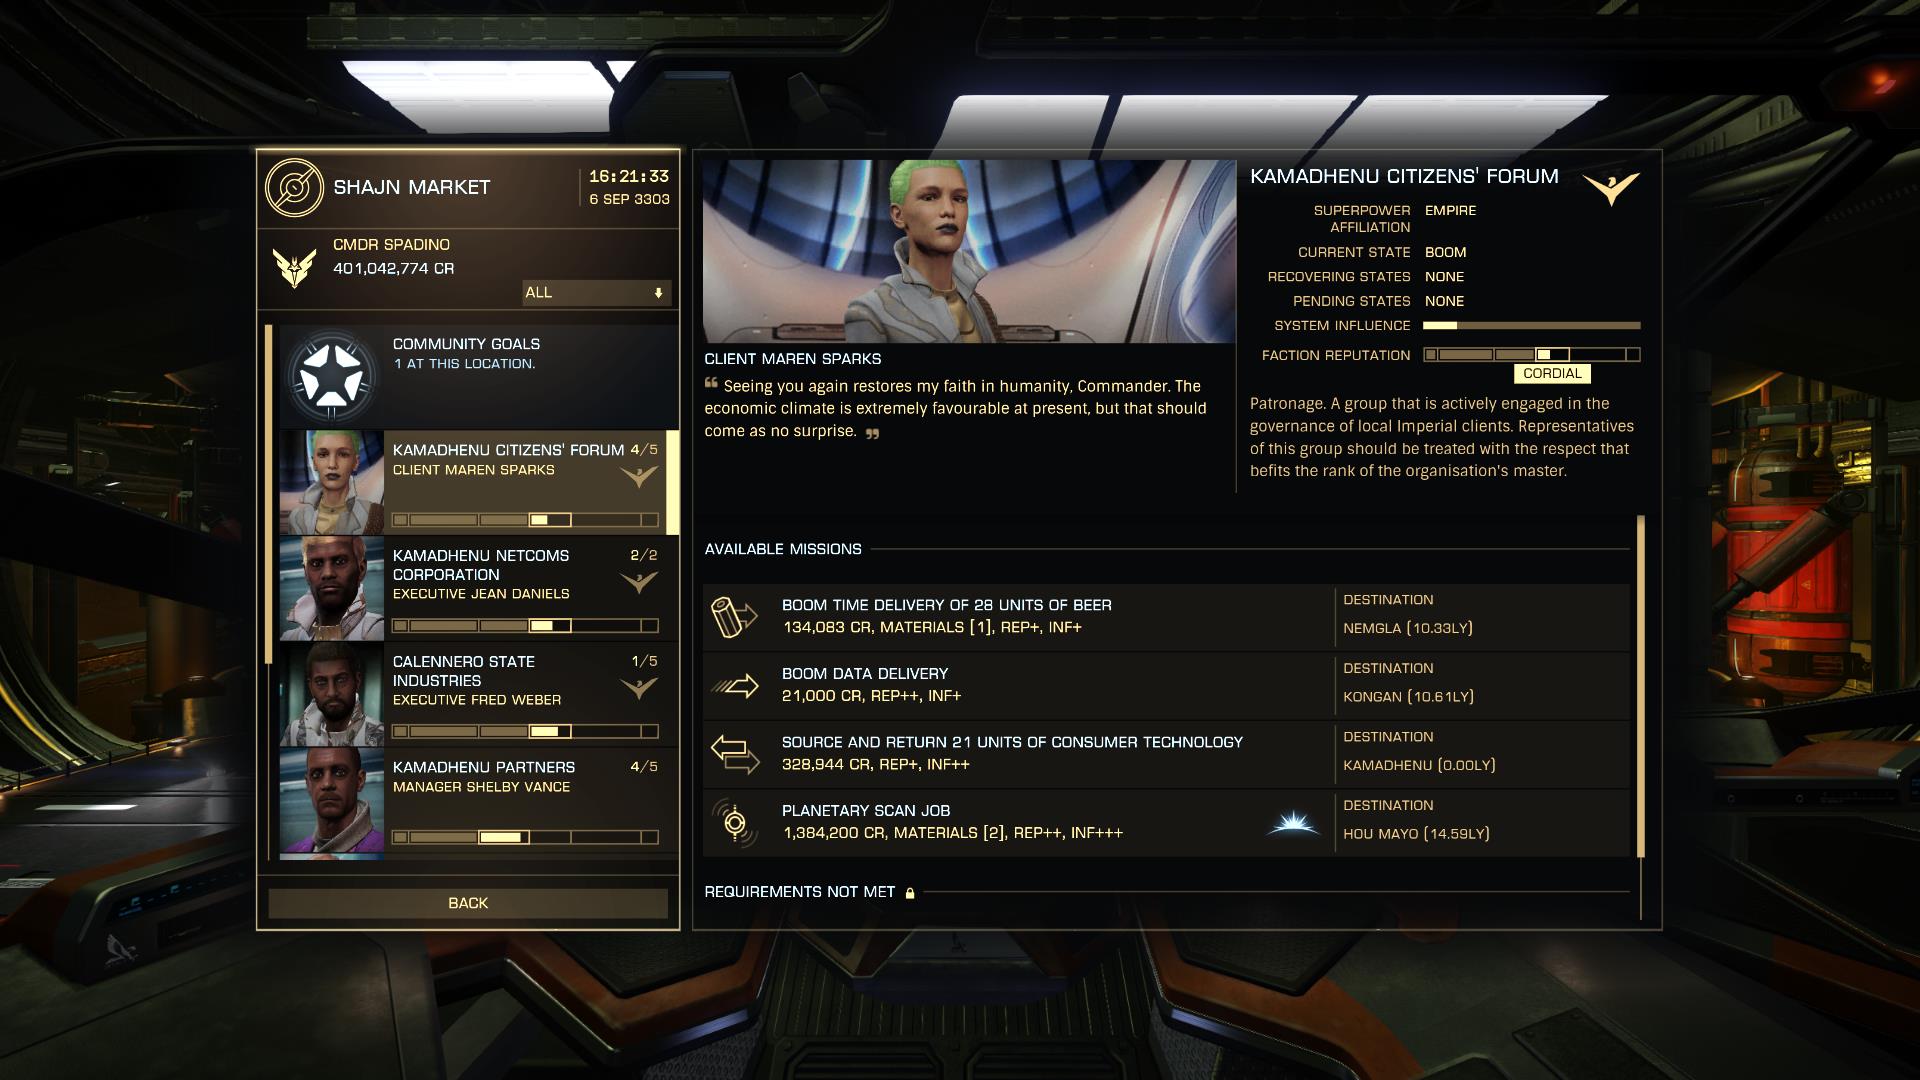 SHAJN MARKET
16:21:33
6 SEP 3303
CMDR SPADINO
401,042,774 CR
ALL
COMMUNITY GOALS
1 AT THIS LOCATION.
KAMADHENU CITIZENS' FORUM 4/5
CLIENT MAREN SPARKS
KAMADHENU NETCOMS 2/2
CORPORATION
EXECUTIVE JEAN DANIELS
CALENNERO STATE 1/5
INDUSTRIES
EXECUTIVE FRED WEBER
KAMADHENU PARTNERS 4/5
MANAGER SHELBY VANCE
BACK
CLIENT MAREN SPARKS
“ Seeing you again restores my faith in humanity, Commander. The
economic climate is extremely favourable at present, but that should
come as no surprise. ”
KAMADHENU CITIZENS' FORUM
SUPERPOWER EMPIRE
AFFILIATION
CURRENT STATE BOOM
RECOVERING STATES NONE
PENDING STATES NONE
SYSTEM INFLUENCE
FACTION REPUTATION
CORDIAL
Patronage. A group that is actively engaged in the
governance of local Imperial clients. Representatives
of this group should be treated with the respect that
befits the rank of the organisation's master.
AVAILABLE MISSIONS
BOOM TIME DELIVERY OF 28 UNITS OF BEER
134,083 CR, MATERIALS [1], REP+, INF+
DESTINATION
NEMGLA (10.33LY)
BOOM DATA DELIVERY
21,000 CR, REP++, INF+
DESTINATION
KONGAN (10.61LY)
SOURCE AND RETURN 21 UNITS OF CONSUMER TECHNOLOGY
328,944 CR, REP+, INF++
DESTINATION
KAMADHENU (0.00LY)
PLANETARY SCAN JOB
1,384,200 CR, MATERIALS [2], REP++, INF+++
DESTINATION
HOU MAYO (14.59LY)
REQUIREMENTS NOT MET